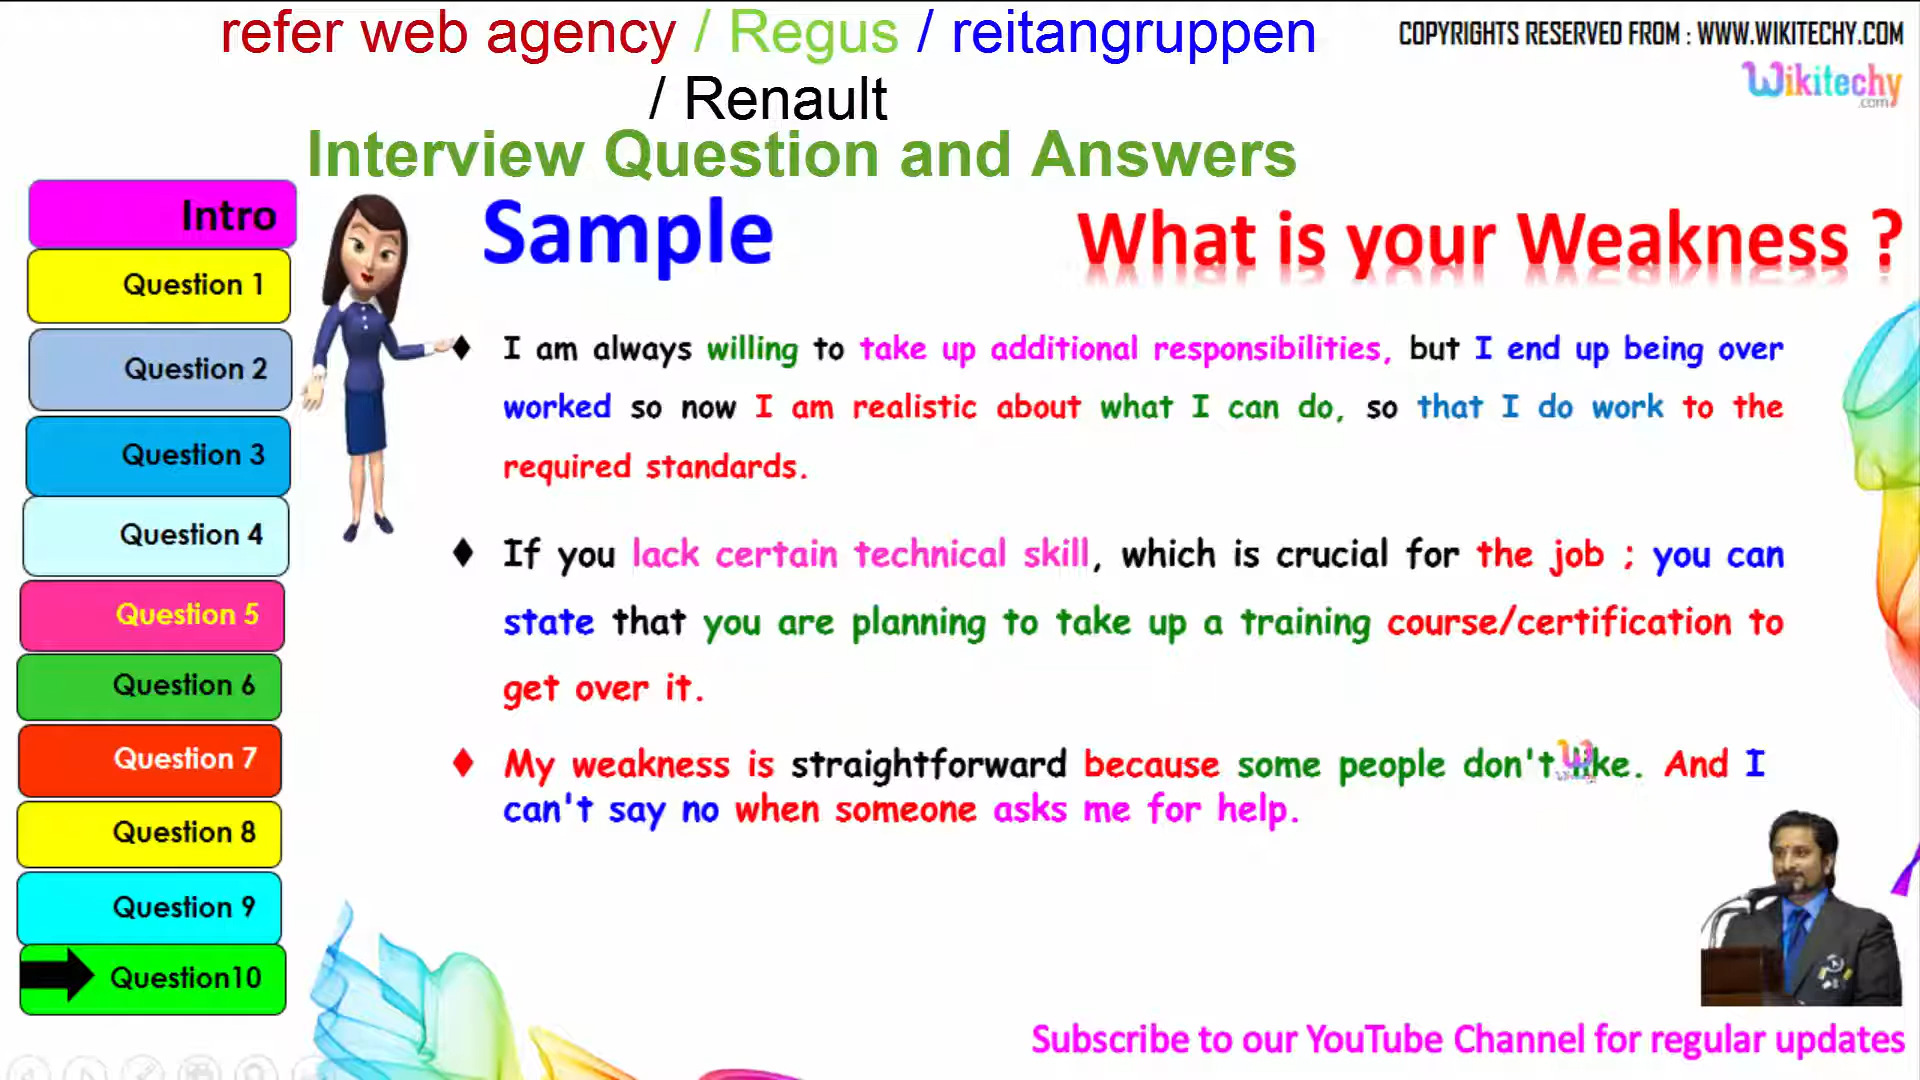 refer web agency / Regus / reitangruppen
/ Renault
Interview Question and Answers
COPYRIGHTS RESERVED FROM : WWW.WIKITECHY.COM
Wikitechy
.com
Intro
Question 1
Question 2
Question 3
Question 4
Question 5
Question 6
Question 7
Question 8
Question 9
Question10
Sample
What is your Weakness ?
♦ I am always willing to take up additional responsibilities, but I end up being over
worked so now I am realistic about what I can do, so that I do work to the
required standards.
♦ If you lack certain technical skill, which is crucial for the job ; you can
state that you are planning to take up a training course/certification to
get over it.
♦ My weakness is straightforward because some people don't like. And I
can't say no when someone asks me for help.
Subscribe to our YouTube Channel for regular updates